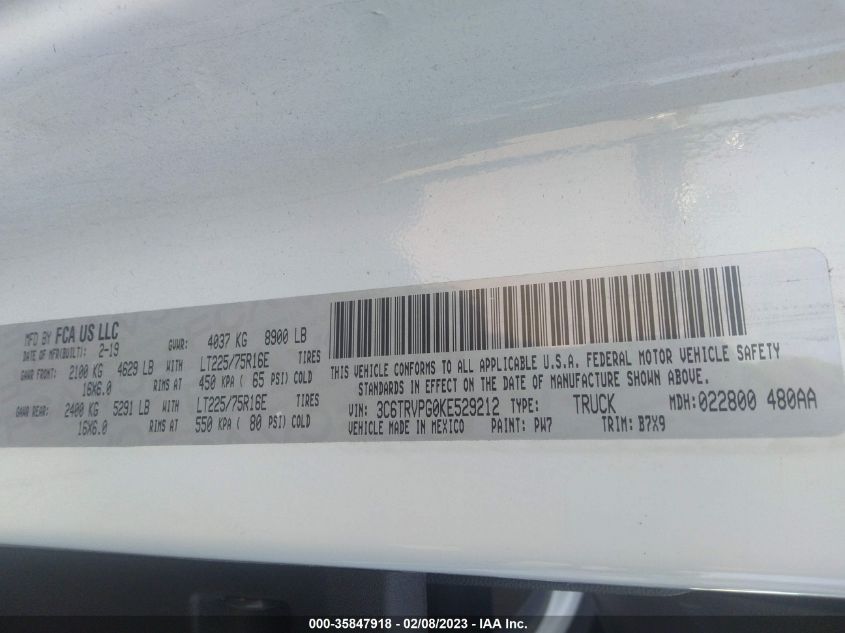 MFD BY FCA US LLC
DATE OF MFR(BUILT): 2-19 GVWR: 4037 KG 8900 LB
GAWR FRONT: 2100 KG 4629 LB WITH LT225/75R16E TIRES
16X6.0 RIMS AT 450 KPA ( 65 PSI) COLD
GAWR REAR: 2400 KG 5291 LB WITH LT225/75R16E TIRES
16X6.0 RIMS AT 550 KPA ( 80 PSI) COLD
THIS VEHICLE CONFORMS TO ALL APPLICABLE U.S.A. FEDERAL MOTOR VEHICLE SAFETY
STANDARDS IN EFFECT ON THE DATE OF MANUFACTURE SHOWN ABOVE.
VIN: 3C6TRVPG0KE529212 TYPE: TRUCK MDH: 022800 480AA
VEHICLE MADE IN MEXICO PAINT: PW7 TRIM: B7X9
000-35847918 - 02/08/2023 - © IAA Inc.